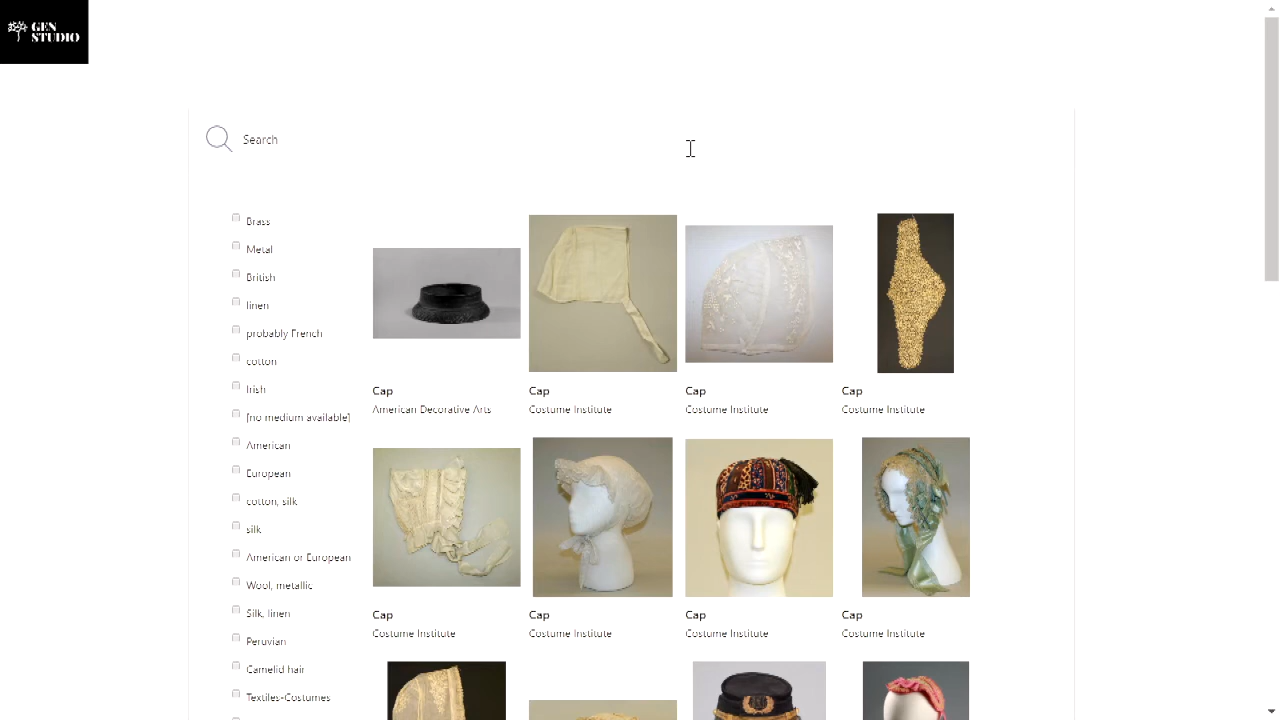 GEN
STUDIO
Search
Brass
Metal
British
linen
probably French
cotton
Irish
[no medium available]
American
European
cotton, silk
silk
American or European
Wool, metallic
Silk, linen
Peruvian
Camelid hair
Textiles-Costumes
Cap
American Decorative Arts
Cap
Costume Institute
Cap
Costume Institute
Cap
Costume Institute
Cap
Costume Institute
Cap
Costume Institute
Cap
Costume Institute
Cap
Costume Institute